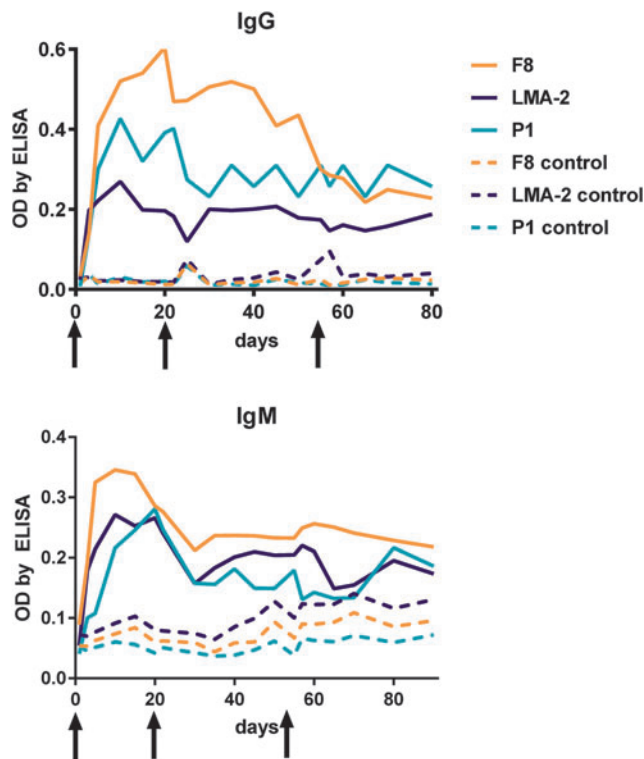 IgG
OD by ELISA
0.6
0.4
0.2
0.0
0 20 40 60 80
days
F8
LMA-2
P1
F8 control
LMA-2 control
P1 control
IgM
OD by ELISA
0.4
0.3
0.2
0.1
0.0
0 20 40 60 80
days